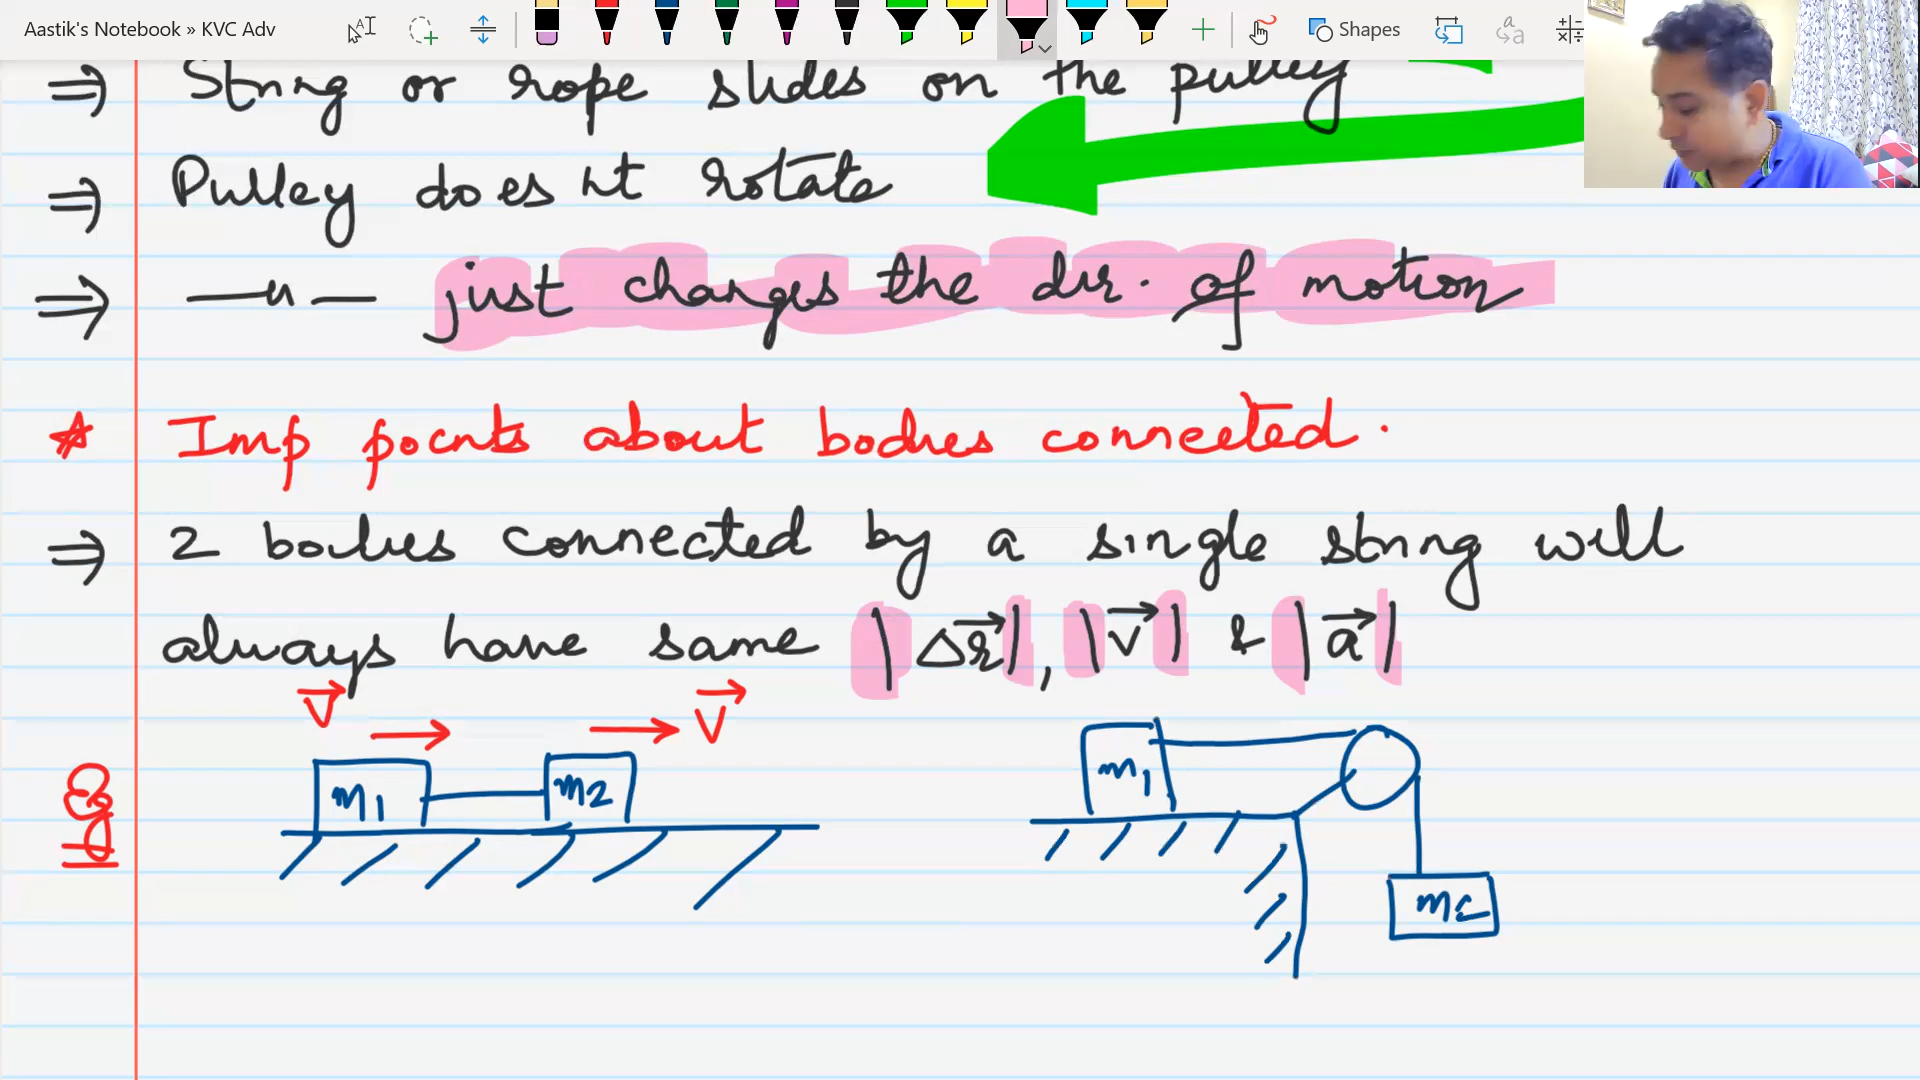 Aastik's Notebook » KVC Adv
Shapes
⇒ String or rope slides on the pulley
⇒ Pulley doesn't rotate
⇒ —u— just changes the dir. of motion
* Imp points about bodies connected.
⇒ 2 bodies connected by a single string will
always have same |Δr⃗|, |v⃗| & |a⃗|
v⃗ → → v⃗
Eg m1 m2 m1
m2